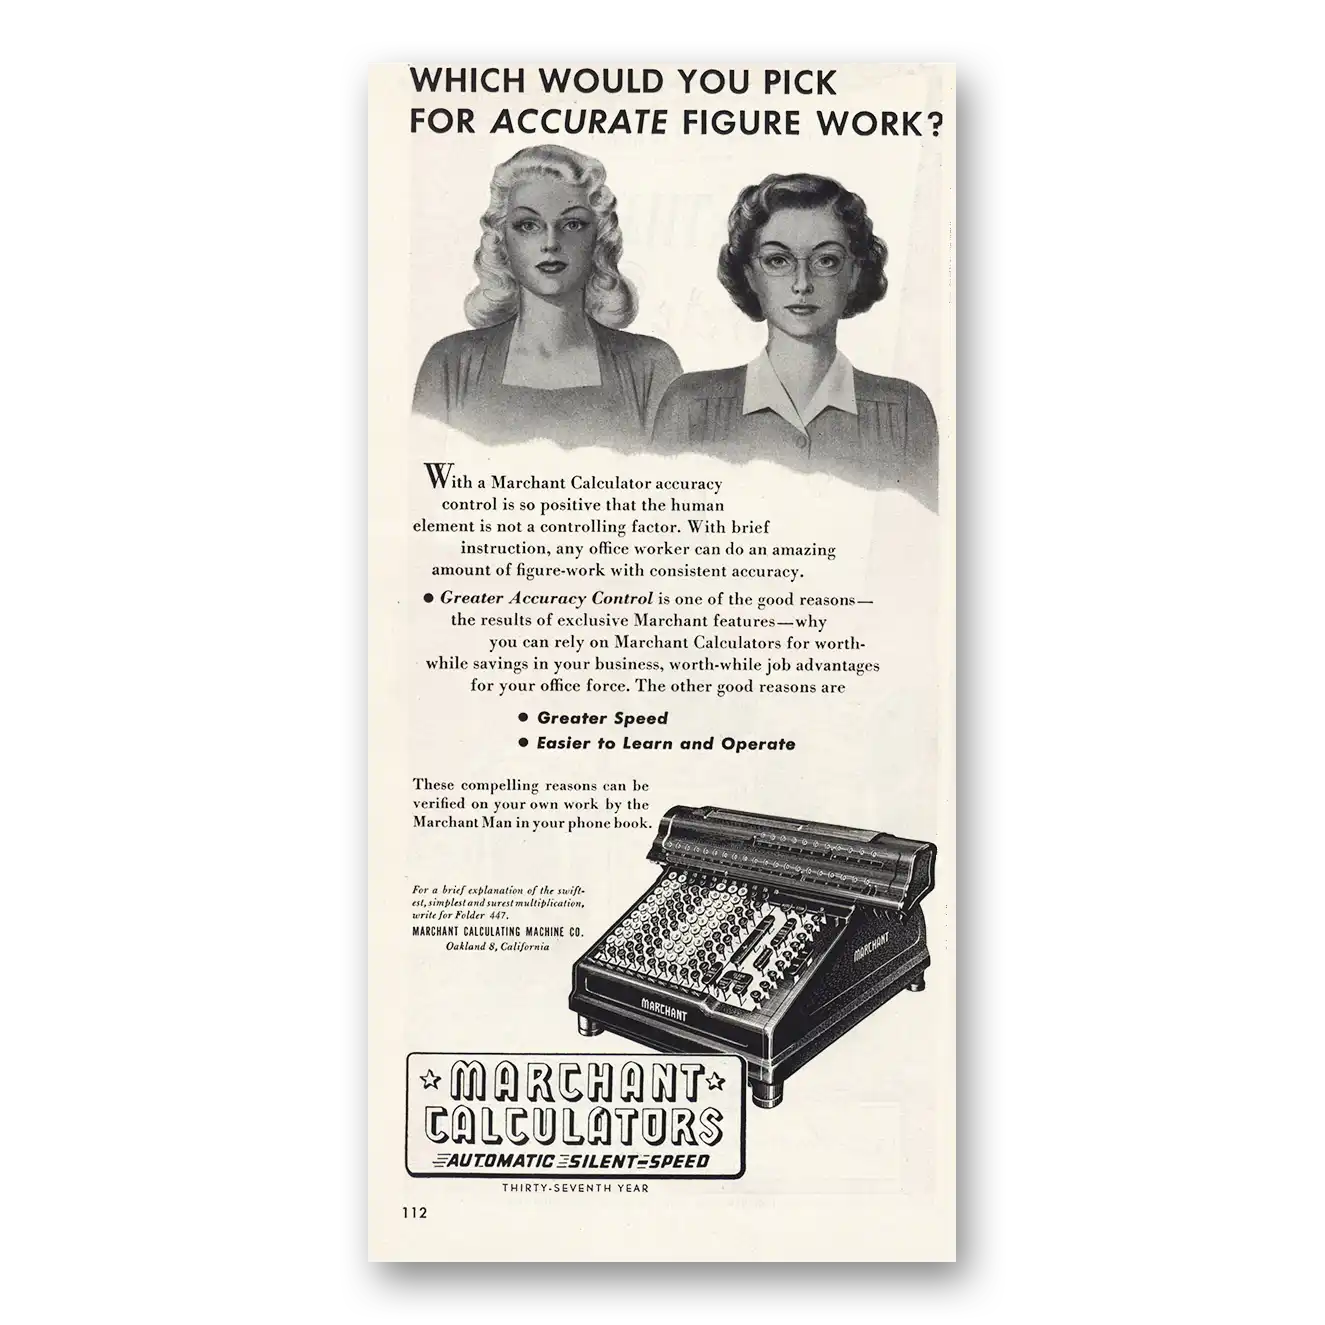 WHICH WOULD YOU PICK
FOR ACCURATE FIGURE WORK?
With a Marchant Calculator accuracy
control is so positive that the human
element is not a controlling factor. With brief
instruction, any office worker can do an amazing
amount of figure-work with consistent accuracy.
● Greater Accuracy Control is one of the good reasons—
the results of exclusive Marchant features—why
you can rely on Marchant Calculators for worth-
while savings in your business, worth-while job advantages
for your office force. The other good reasons are
● Greater Speed
● Easier to Learn and Operate
These compelling reasons can be
verified on your own work by the
Marchant Man in your phone book.
For a brief explanation of the swift-
est, simplest and surest multiplication,
write for Folder 447.
MARCHANT CALCULATING MACHINE CO.
Oakland 8, California
MARCHANT
MARCHANT
MARCHANT
CALCULATORS
AUTOMATIC SILENT=SPEED
THIRTY-SEVENTH YEAR
112